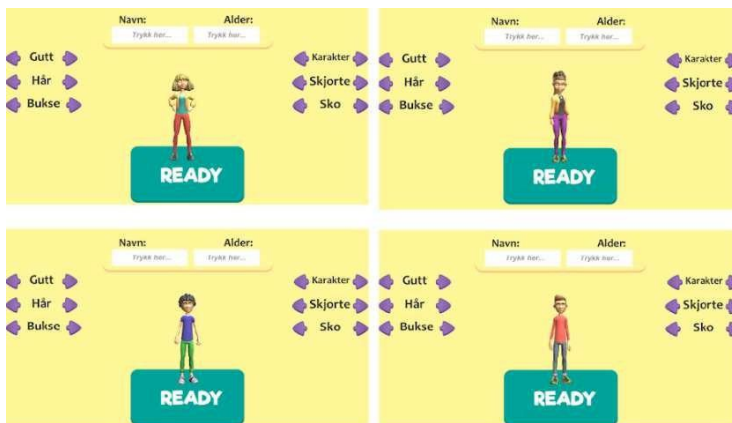 Navn: Alder:
Trykk her... Trykk her...
Gutt Karakter
Hår Skjorte
Bukse Sko
READY
Trykk her... Trykk her...
Gutt Karakter
Hår Skjorte
Bukse Sko
READY
Navn: Alder:
Trykk her... Trykk her...
Gutt Karakter
Hår Skjorte
Bukse Sko
READY
Navn: Alder:
Trykk her... Trykk her...
Gutt Karakter
Hår Skjorte
Bukse Sko
READY